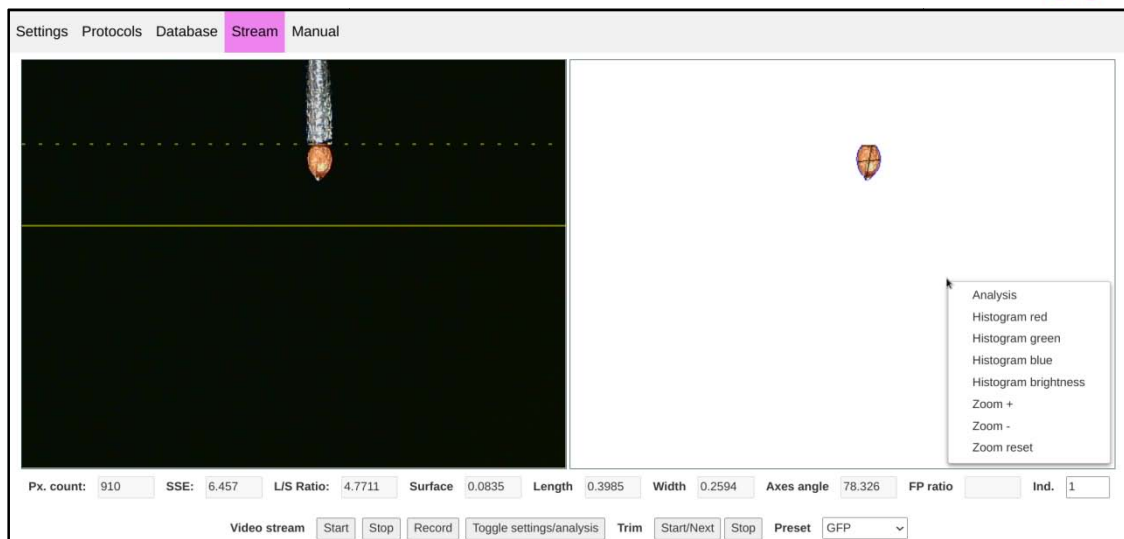 Settings Protocols Database Stream Manual
Analysis
Histogram red
Histogram green
Histogram blue
Histogram brightness
Zoom +
Zoom -
Zoom reset
Px. count: 910 SSE: 6.457 L/S Ratio: 4.7711 Surface 0.0835 Length 0.3985 Width 0.2594 Axes angle 78.326 FP ratio Ind. 1
Video stream Start Stop Record Toggle settings/analysis Trim Start/Next Stop Preset GFP